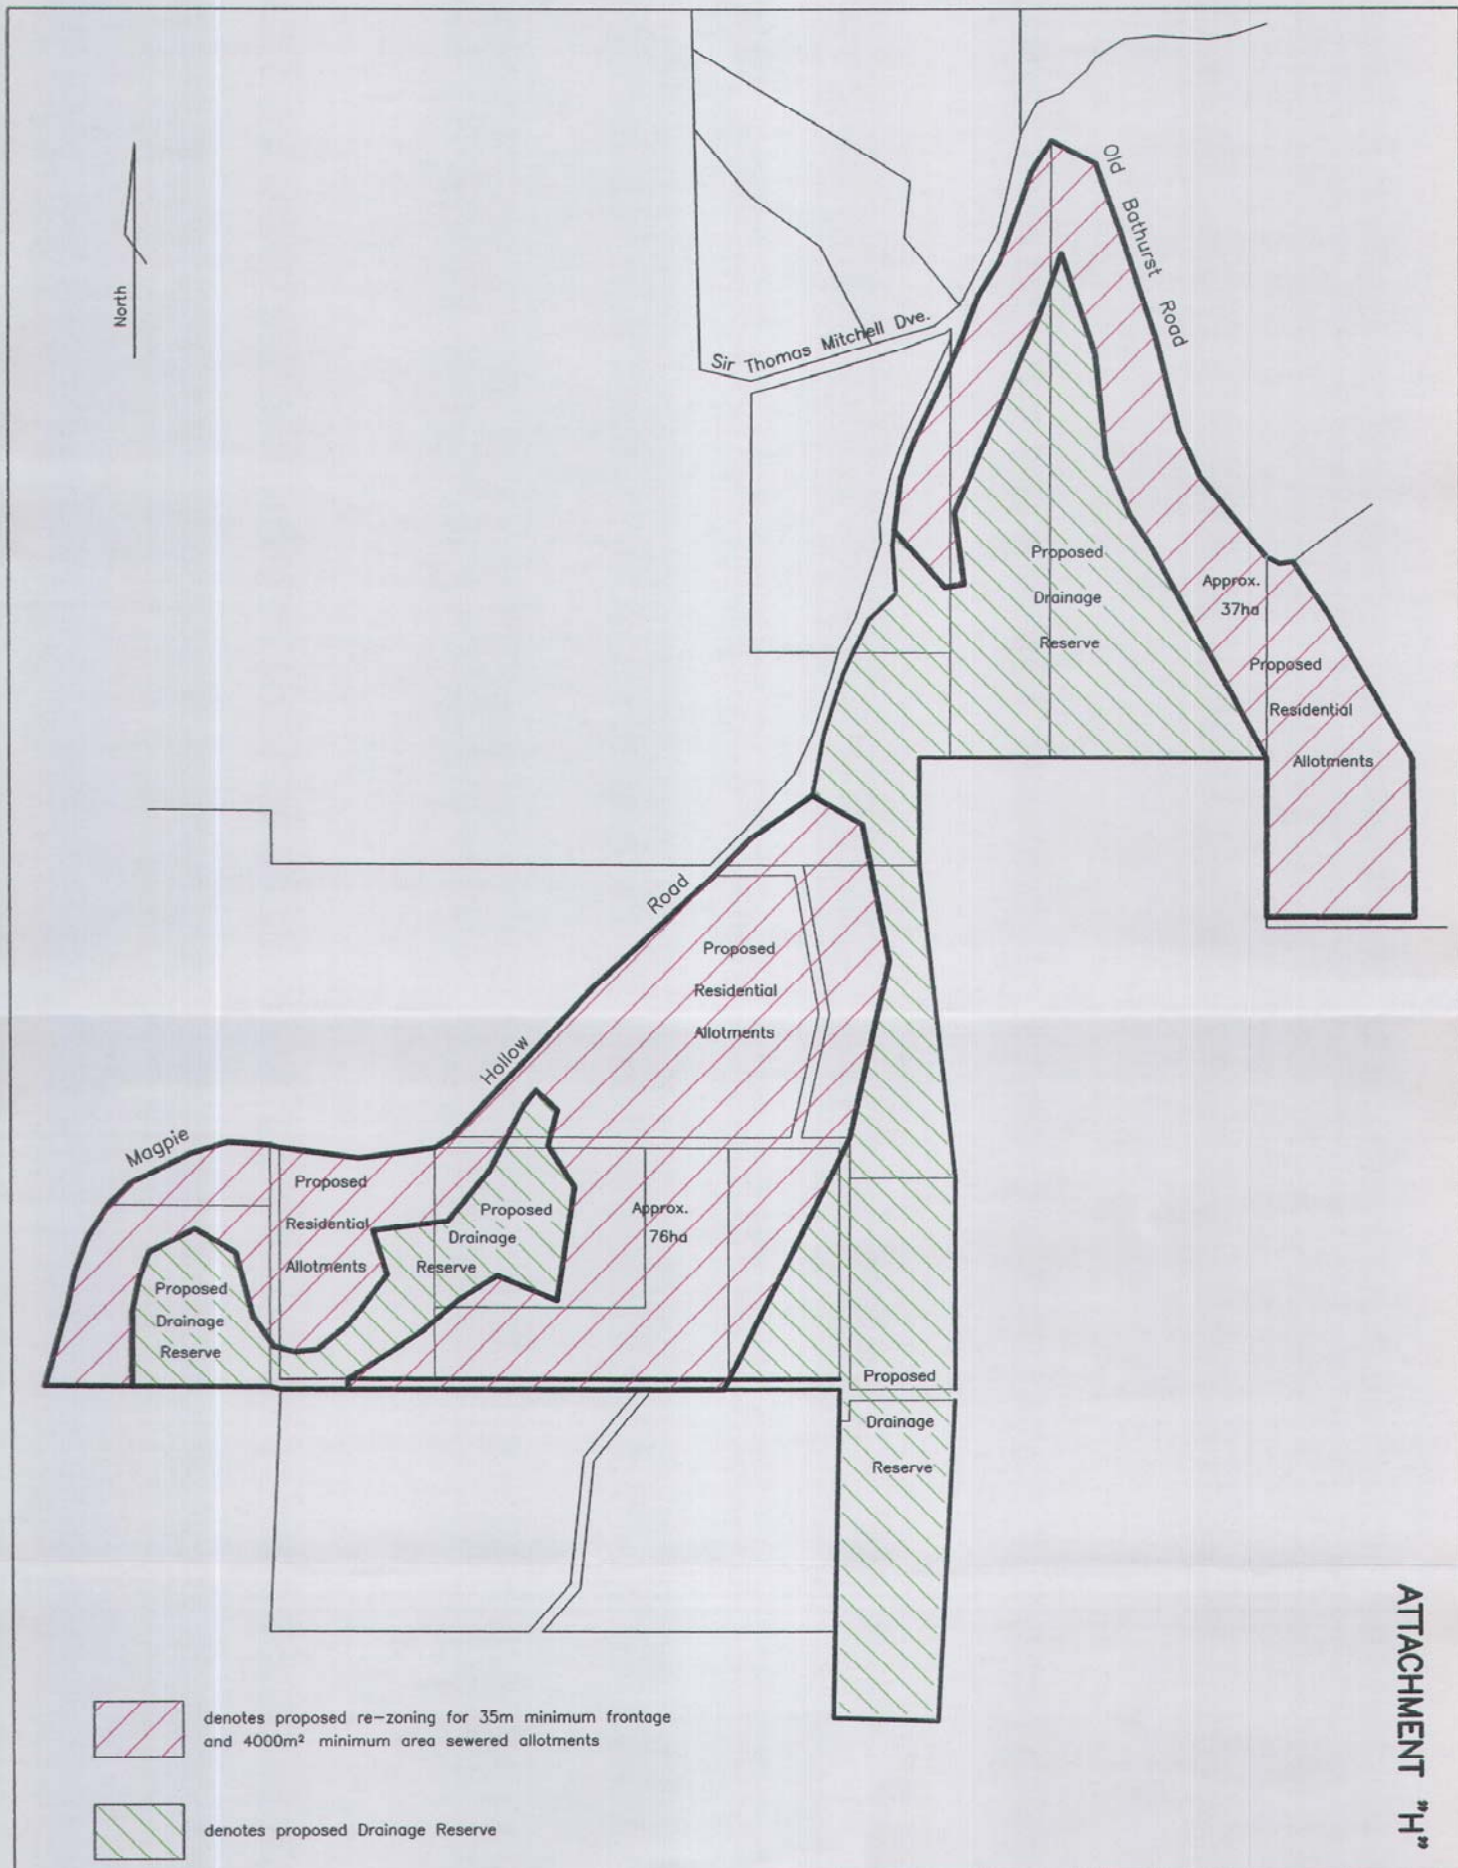 North
Old Bathurst Road
Sir Thomas Mitchell Dve.
Proposed
Drainage
Reserve
Approx.
37ha
Proposed
Residential
Allotments
Magpie Hollow Road
Proposed
Residential
Allotments
Proposed
Residential
Allotments
Proposed
Drainage
Reserve
Approx.
76ha
Proposed
Drainage
Reserve
Proposed
Drainage
Reserve
denotes proposed re-zoning for 35m minimum frontage
and 4000m² minimum area sewered allotments
denotes proposed Drainage Reserve
ATTACHMENT "H"